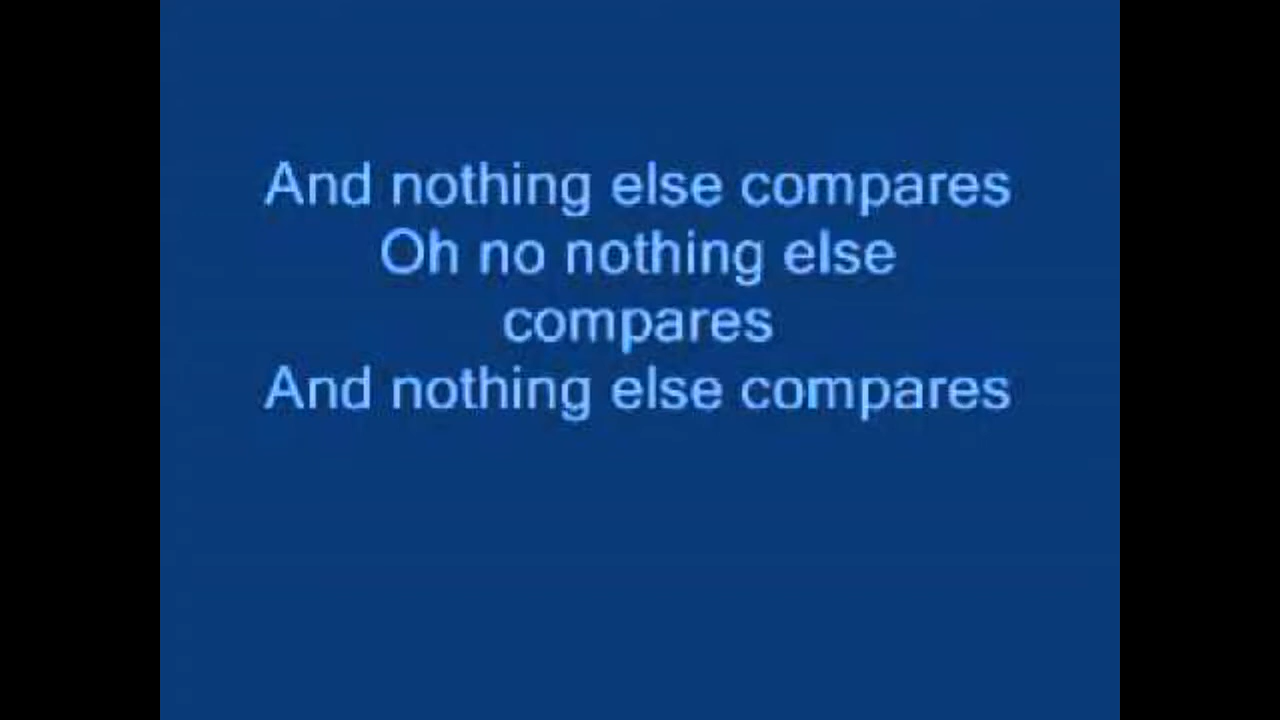 And nothing else compares
Oh no nothing else
compares
And nothing else compares